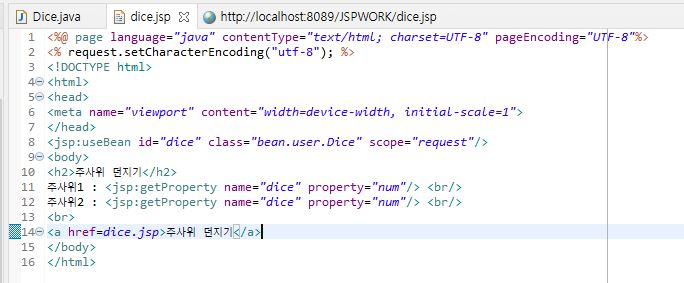 Dice.java dice.jsp http://localhost:8089/JSPWORK/dice.jsp
1 <%@ page language="java" contentType="text/html; charset=UTF-8" pageEncoding="UTF-8"%>
2 <% request.setCharacterEncoding("utf-8"); %>
3 <!DOCTYPE html>
4 <html>
5 <head>
6 <meta name="viewport" content="width=device-width, initial-scale=1">
7 </head>
8 <jsp:useBean id="dice" class="bean.user.Dice" scope="request"/>
9 <body>
10 <h2>주사위 던지기</h2>
11 주사위1 : <jsp:getProperty name="dice" property="num"/> <br/>
12 주사위2 : <jsp:getProperty name="dice" property="num"/> <br/>
13 <br>
14 <a href=dice.jsp>주사위 던지기</a>
15 </body>
16 </html>